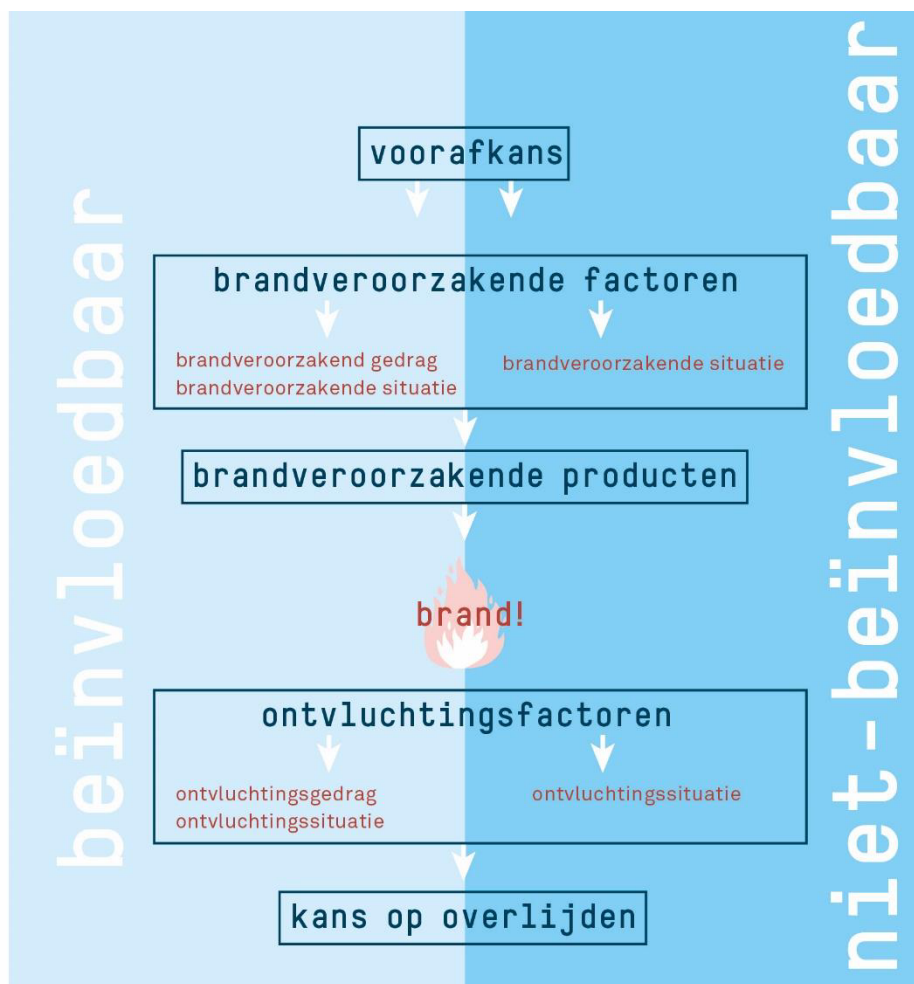 beïnvloedbaar
niet-beïnvloedbaar
voorafkans
brandveroorzakende factoren
brandveroorzakend gedrag
brandveroorzakende situatie
brandveroorzakende situatie
brandveroorzakende producten
brand!
ontvluchtingsfactoren
ontvluchtingsgedrag
ontvluchtingssituatie
ontvluchtingssituatie
kans op overlijden